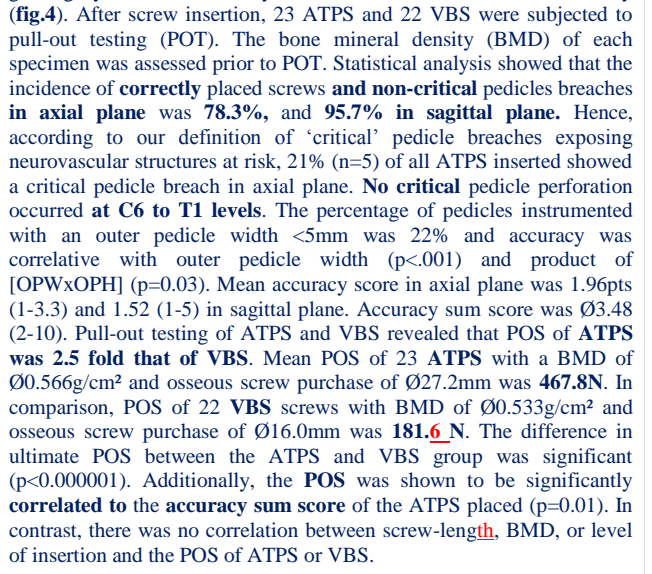 (fig.4). After screw insertion, 23 ATPS and 22 VBS were subjected to
pull-out testing (POT). The bone mineral density (BMD) of each
specimen was assessed prior to POT. Statistical analysis showed that the
incidence of correctly placed screws and non-critical pedicles breaches
in axial plane was 78.3%, and 95.7% in sagittal plane. Hence,
according to our definition of ‘critical’ pedicle breaches exposing
neurovascular structures at risk, 21% (n=5) of all ATPS inserted showed
a critical pedicle breach in axial plane. No critical pedicle perforation
occurred at C6 to T1 levels. The percentage of pedicles instrumented
with an outer pedicle width <5mm was 22% and accuracy was
correlative with outer pedicle width (p<.001) and product of
[OPWxOPH] (p=0.03). Mean accuracy score in axial plane was 1.96pts
(1-3.3) and 1.52 (1-5) in sagittal plane. Accuracy sum score was Ø3.48
(2-10). Pull-out testing of ATPS and VBS revealed that POS of ATPS
was 2.5 fold that of VBS. Mean POS of 23 ATPS with a BMD of
Ø0.566g/cm² and osseous screw purchase of Ø27.2mm was 467.8N. In
comparison, POS of 22 VBS screws with BMD of Ø0.533g/cm² and
osseous screw purchase of Ø16.0mm was 181.6 N. The difference in
ultimate POS between the ATPS and VBS group was significant
(p<0.000001). Additionally, the POS was shown to be significantly
correlated to the accuracy sum score of the ATPS placed (p=0.01). In
contrast, there was no correlation between screw-length, BMD, or level
of insertion and the POS of ATPS or VBS.